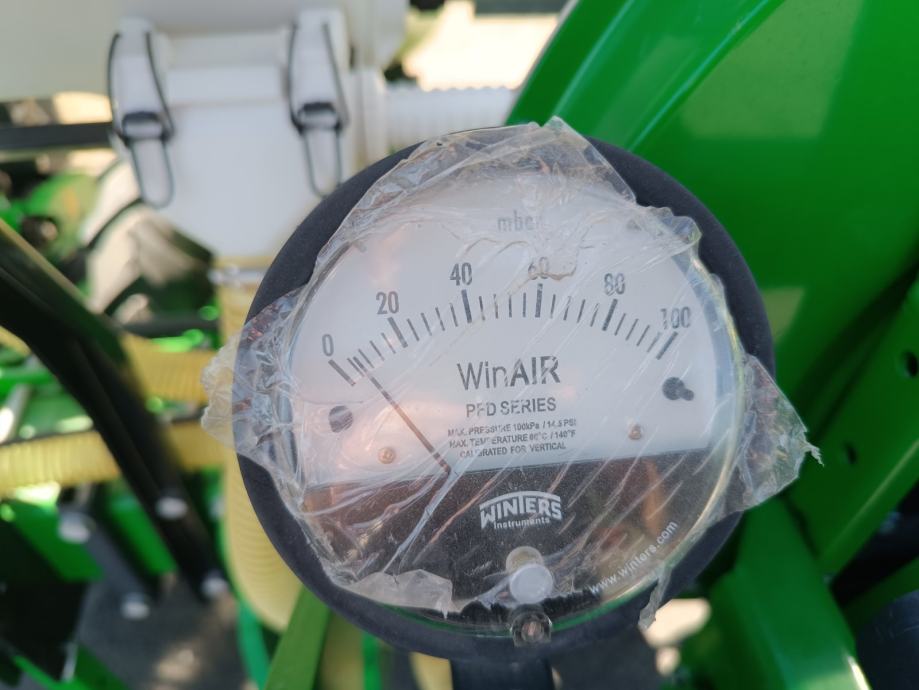 mbar
0 20 40 60 80 100
WinAIR
PFD SERIES
MAX. PRESSURE 100kPa / 14.5 PSI
MAX. TEMPERATURE 60°C / 140°F
CALIBRATED FOR VERTICAL
WINTERS
Instruments
www.winters.com